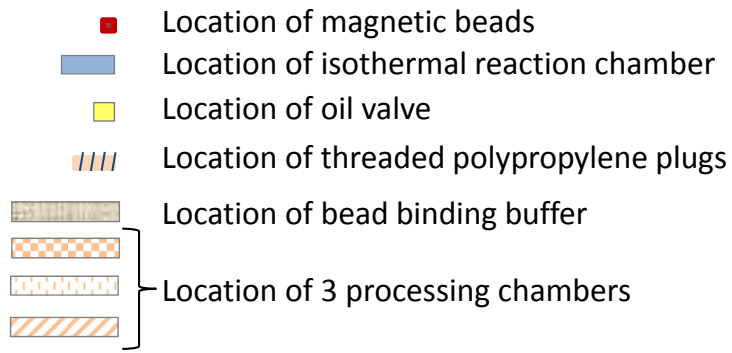 Location of magnetic beads
Location of isothermal reaction chamber
Location of oil valve
Location of threaded polypropylene plugs
Location of bead binding buffer
Location of 3 processing chambers